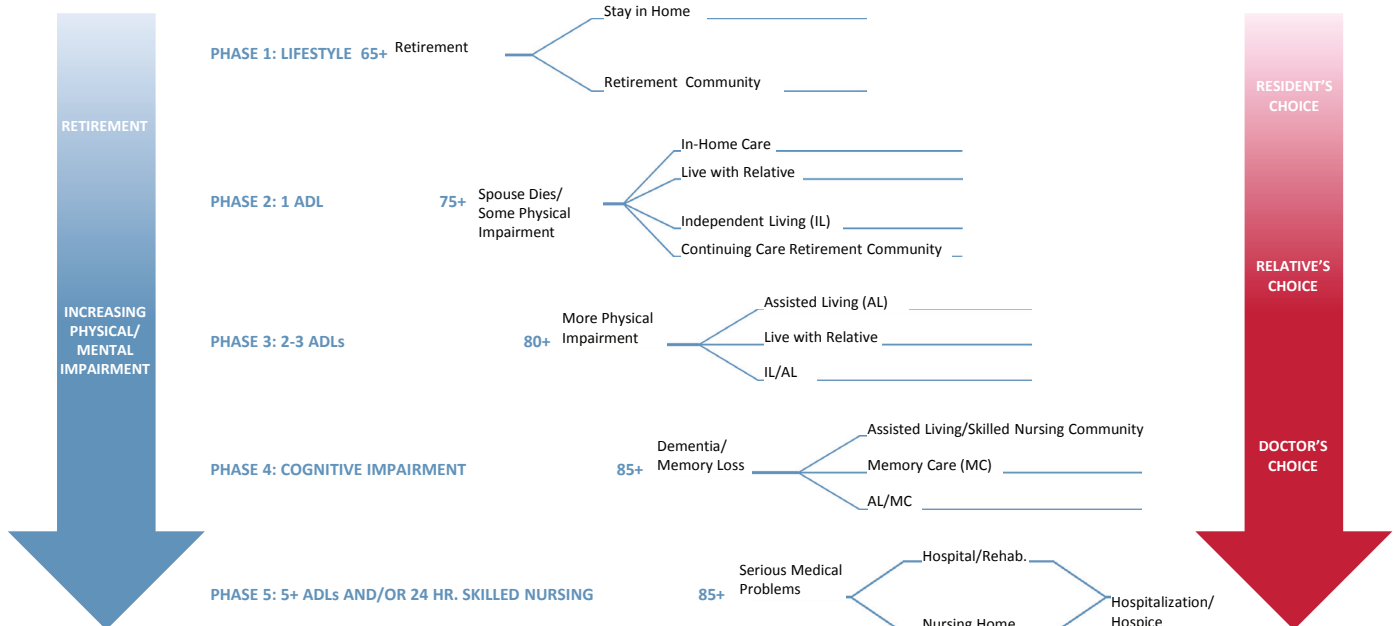 Stay in Home
PHASE 1: LIFESTYLE 65+ Retirement
Retirement Community
RETIREMENT
RESIDENT'S
CHOICE
In-Home Care
Live with Relative
PHASE 2: 1 ADL 75+ Spouse Dies/
Some Physical
Impairment
Independent Living (IL)
Continuing Care Retirement Community
RELATIVE'S
CHOICE
INCREASING
PHYSICAL/
MENTAL
IMPAIRMENT
Assisted Living (AL)
PHASE 3: 2-3 ADLs 80+ More Physical
Impairment
Live with Relative
IL/AL
Assisted Living/Skilled Nursing Community
PHASE 4: COGNITIVE IMPAIRMENT 85+ Dementia/
Memory Loss
Memory Care (MC)
AL/MC
DOCTOR'S
CHOICE
Hospital/Rehab.
PHASE 5: 5+ ADLs AND/OR 24 HR. SKILLED NURSING 85+ Serious Medical
Problems
Nursing Home
Hospitalization/
Hospice